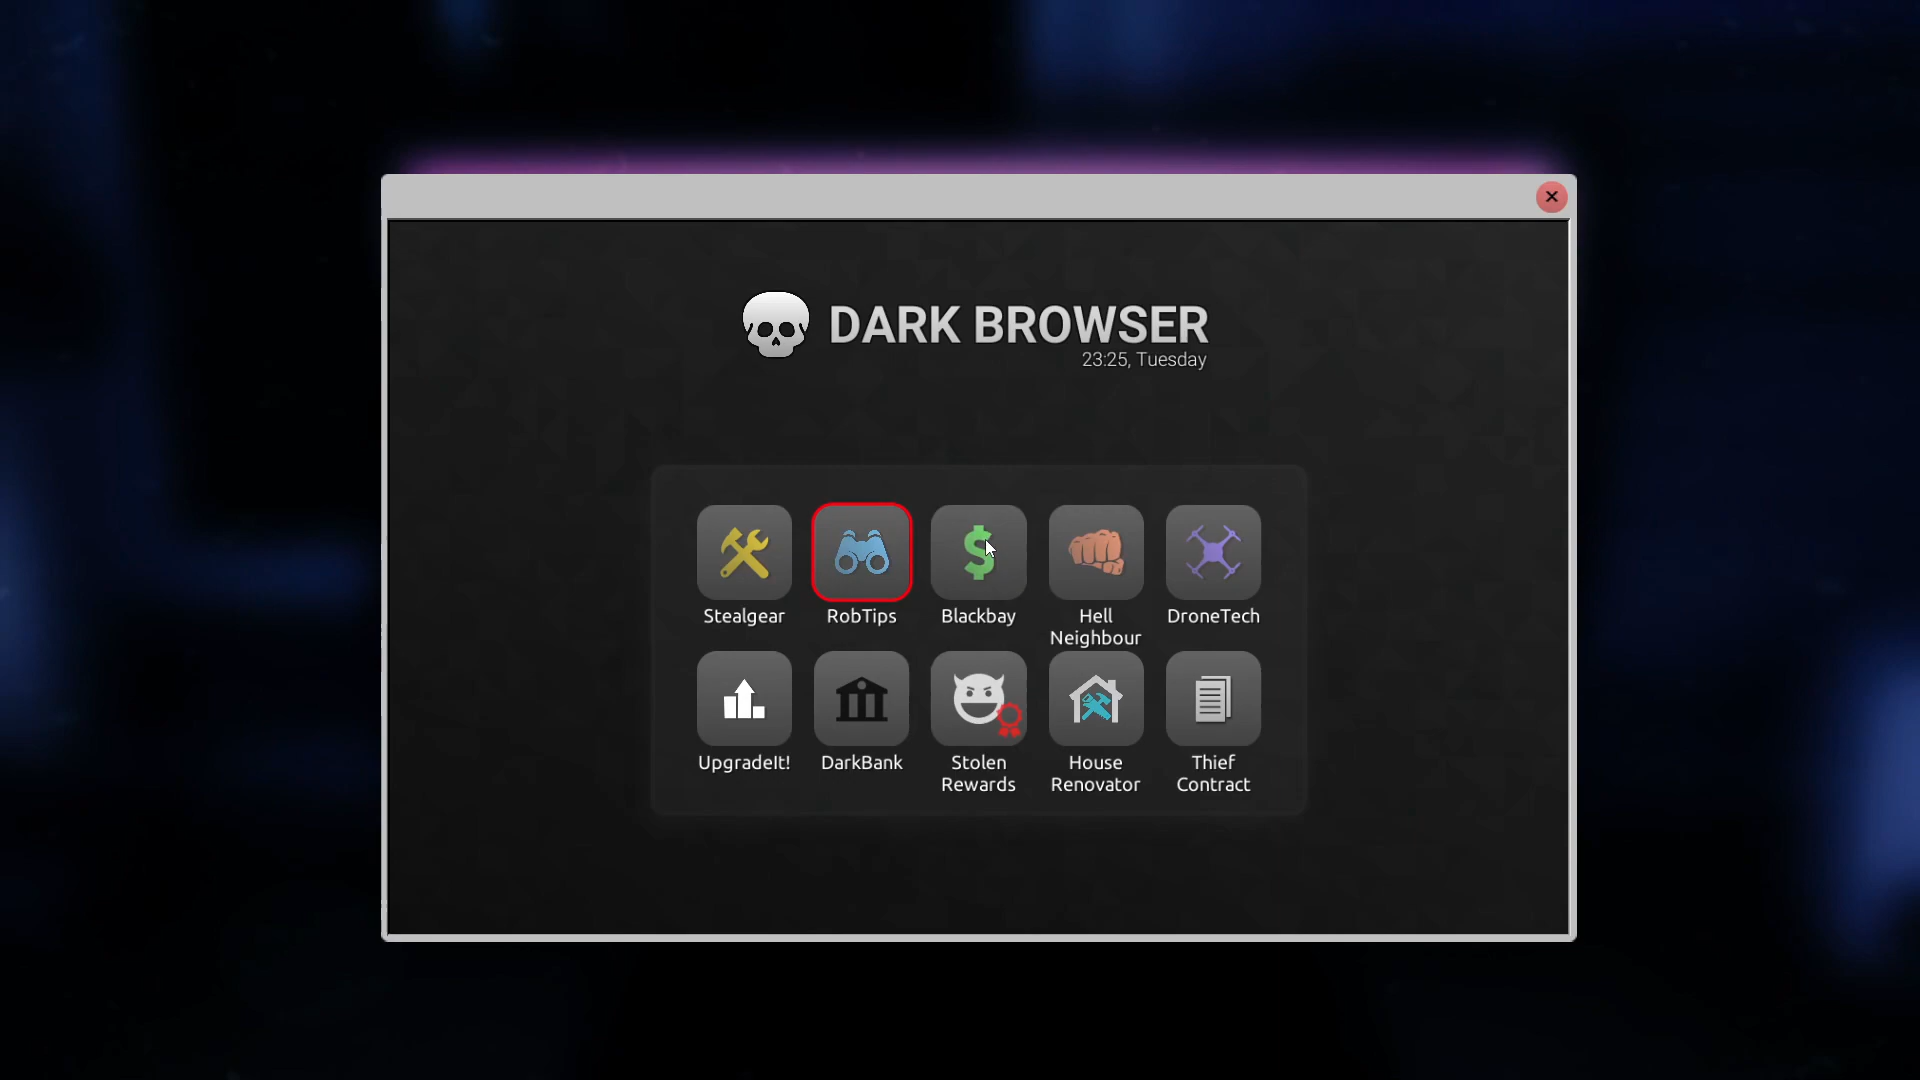 DARK BROWSER
23:25, Tuesday
Stealgear
RobTips
Blackbay
Hell
Neighbour
DroneTech
UpgradeIt!
DarkBank
Stolen
Rewards
House
Renovator
Thief
Contract